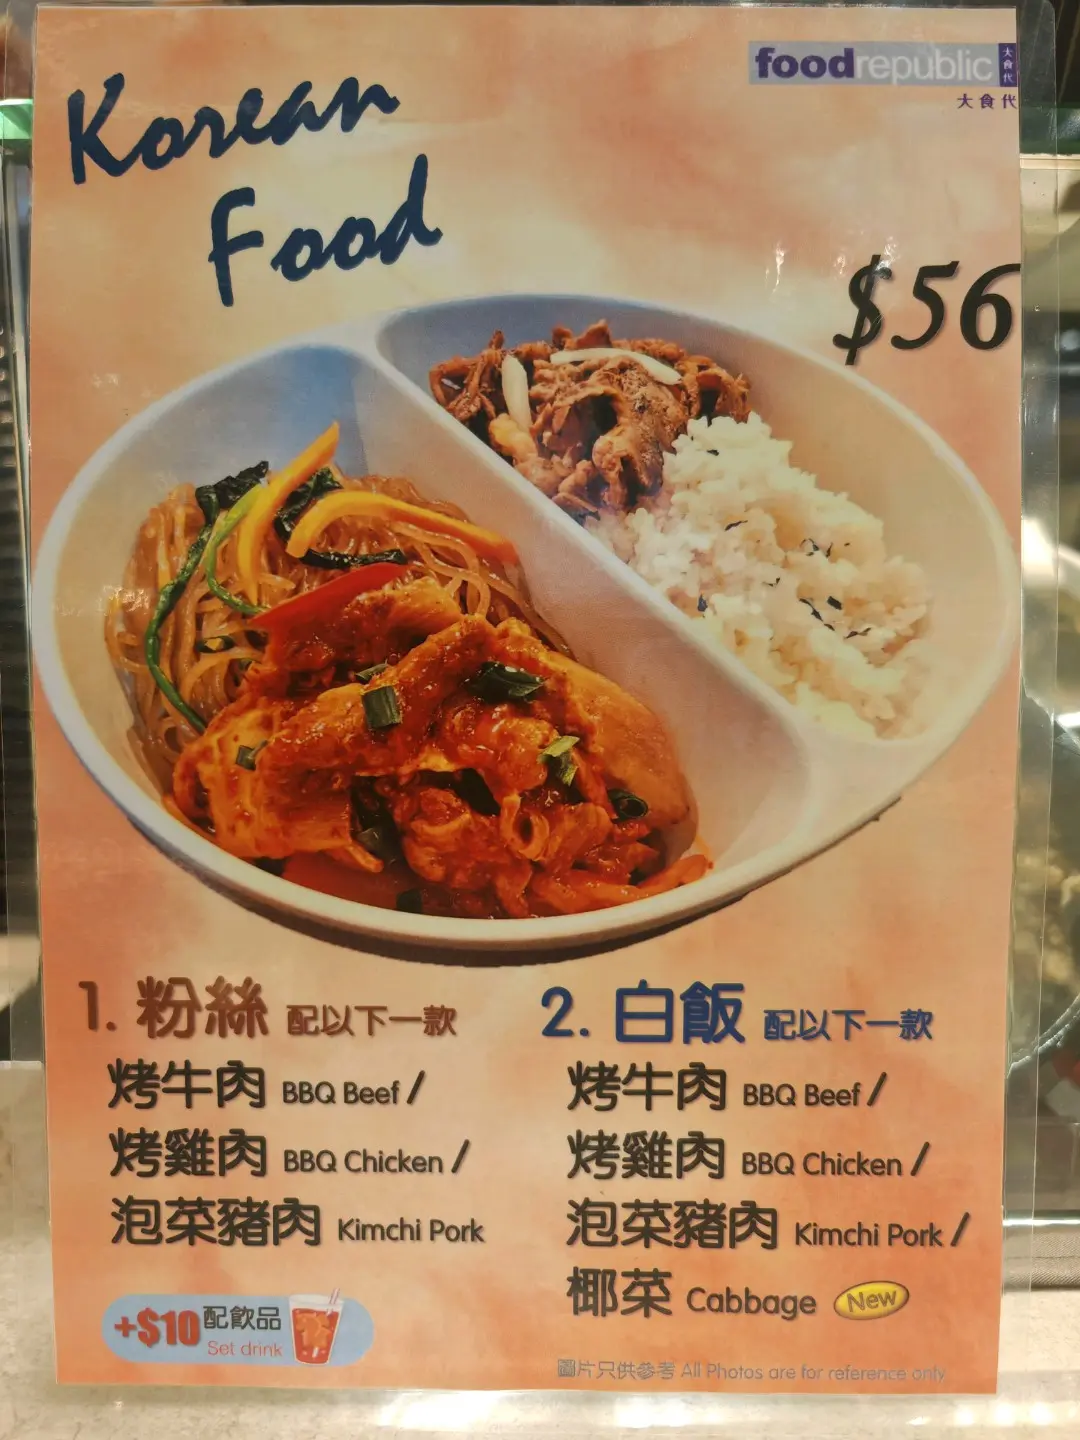 foodrepublic 大食代
大食代
Korean
Food
$56
1. 粉絲 配以下一款
烤牛肉 BBQ Beef /
烤雞肉 BBQ Chicken /
泡菜豬肉 Kimchi Pork
2. 白飯 配以下一款
烤牛肉 BBQ Beef /
烤雞肉 BBQ Chicken /
泡菜豬肉 Kimchi Pork /
椰菜 Cabbage New
+$10 配飲品
Set drink
圖片只供參考 All Photos are for reference only